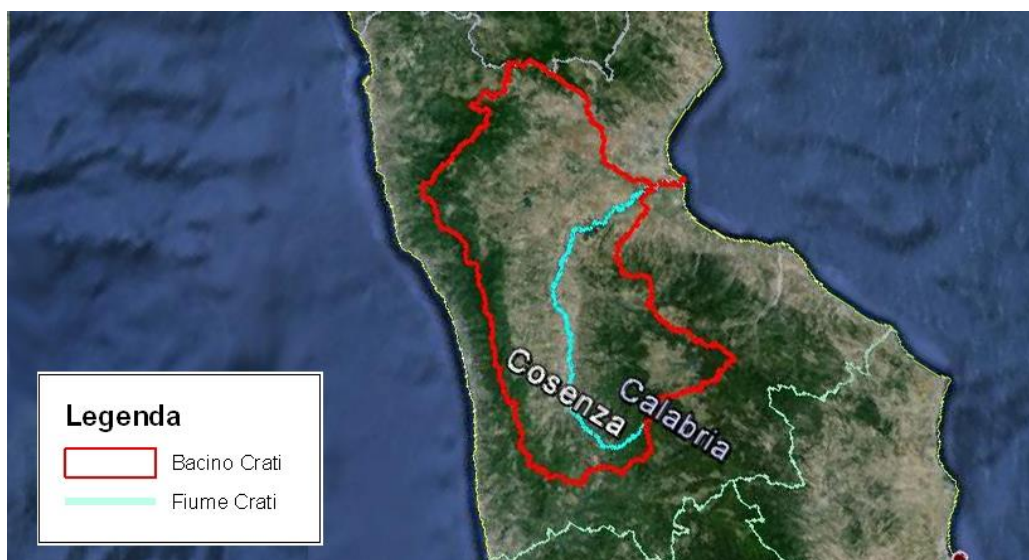 Cosenza
Calabria
Legenda
Bacino Crati
Fiume Crati